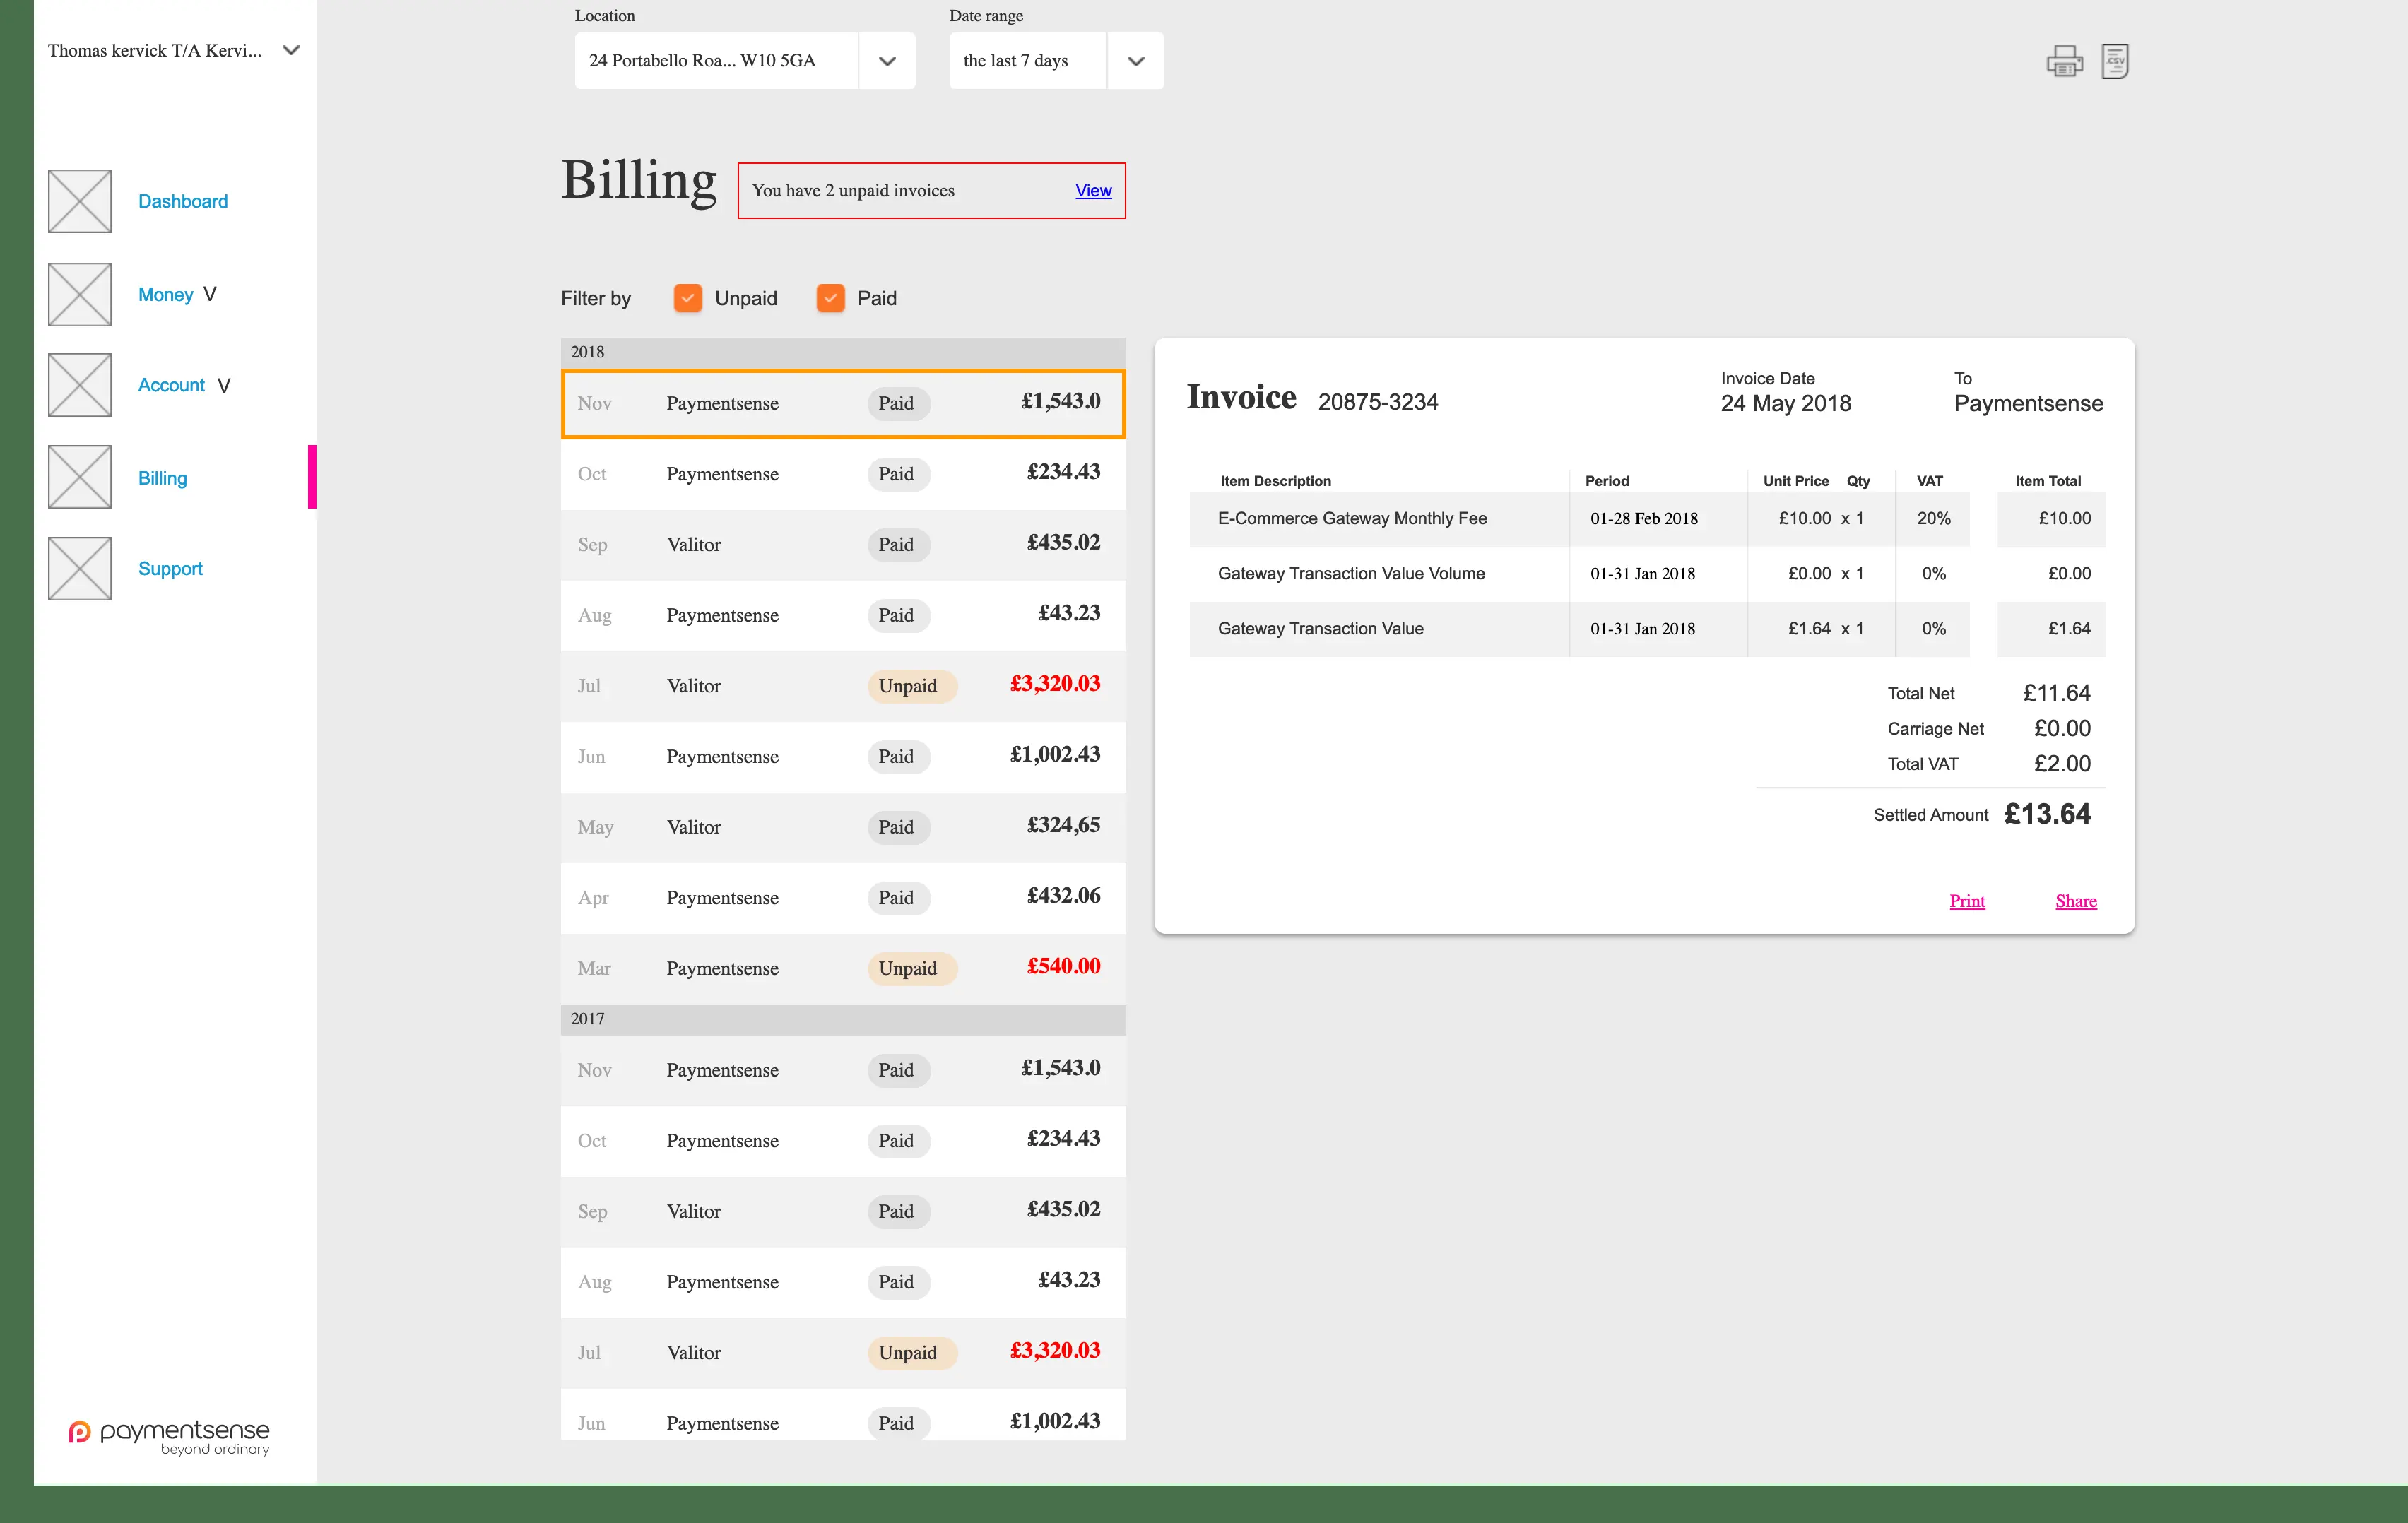 Thomas kervick T/A Kervi...
Dashboard
Money V
Account V
Billing
Support
paymentsense
beyond ordinary
Location
24 Portabello Roa... W10 5GA
Date range
the last 7 days
CSV
Billing
You have 2 unpaid invoices View
Filter by Unpaid Paid
2018
Nov Paymentsense Paid £1,543.0
Oct Paymentsense Paid £234.43
Sep Valitor Paid £435.02
Aug Paymentsense Paid £43.23
Jul Valitor Unpaid £3,320.03
Jun Paymentsense Paid £1,002.43
May Valitor Paid £324,65
Apr Paymentsense Paid £432.06
Mar Paymentsense Unpaid £540.00
2017
Nov Paymentsense Paid £1,543.0
Oct Paymentsense Paid £234.43
Sep Valitor Paid £435.02
Aug Paymentsense Paid £43.23
Jul Valitor Unpaid £3,320.03
Jun Paymentsense Paid £1,002.43
Invoice 20875-3234
Invoice Date
24 May 2018
To
Paymentsense
Item Description Period Unit Price Qty VAT Item Total
E-Commerce Gateway Monthly Fee 01-28 Feb 2018 £10.00 x 1 20% £10.00
Gateway Transaction Value Volume 01-31 Jan 2018 £0.00 x 1 0% £0.00
Gateway Transaction Value 01-31 Jan 2018 £1.64 x 1 0% £1.64
Total Net £11.64
Carriage Net £0.00
Total VAT £2.00
Settled Amount £13.64
Print Share